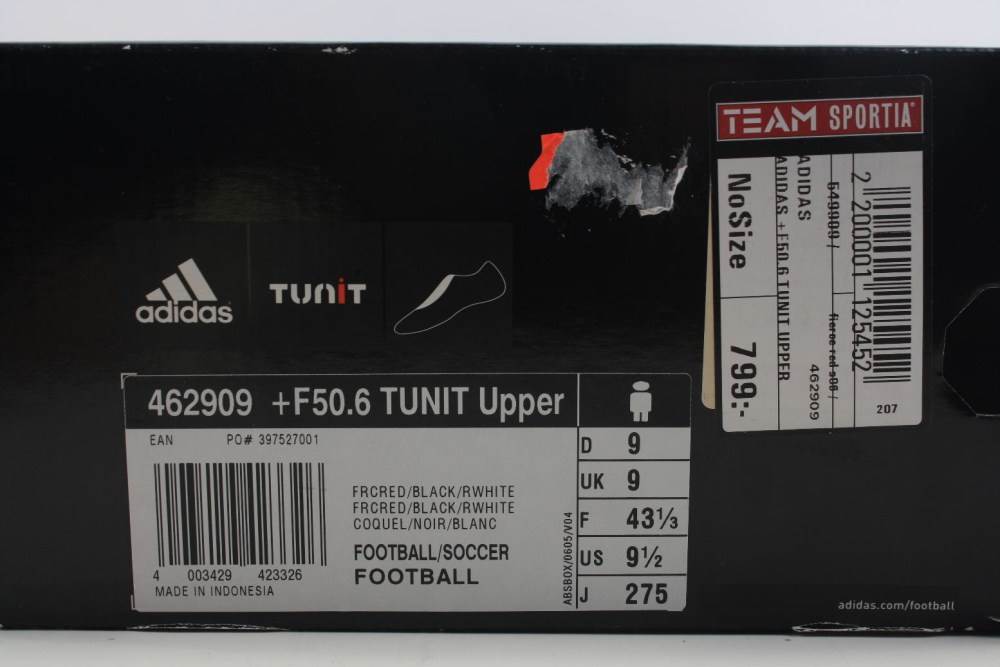 adidas
TUNIT
462909 +F50.6 TUNIT Upper
EAN PO# 397527001
FRCRED/BLACK/RWHITE
FRCRED/BLACK/RWHITE
COQUEL/NOIR/BLANC
FOOTBALL/SOCCER
FOOTBALL
4 003429 423326
MADE IN INDONESIA
ABSBOX/0605/V04
D 9
UK 9
F 43⅓
US 9½
J 275
TEAM SPORTIA
2 200001 125452
549909 /
ADIDAS
462909
ADIDAS +F50.6 TUNIT UPPER
NoSize 799:-
207
adidas.com/football